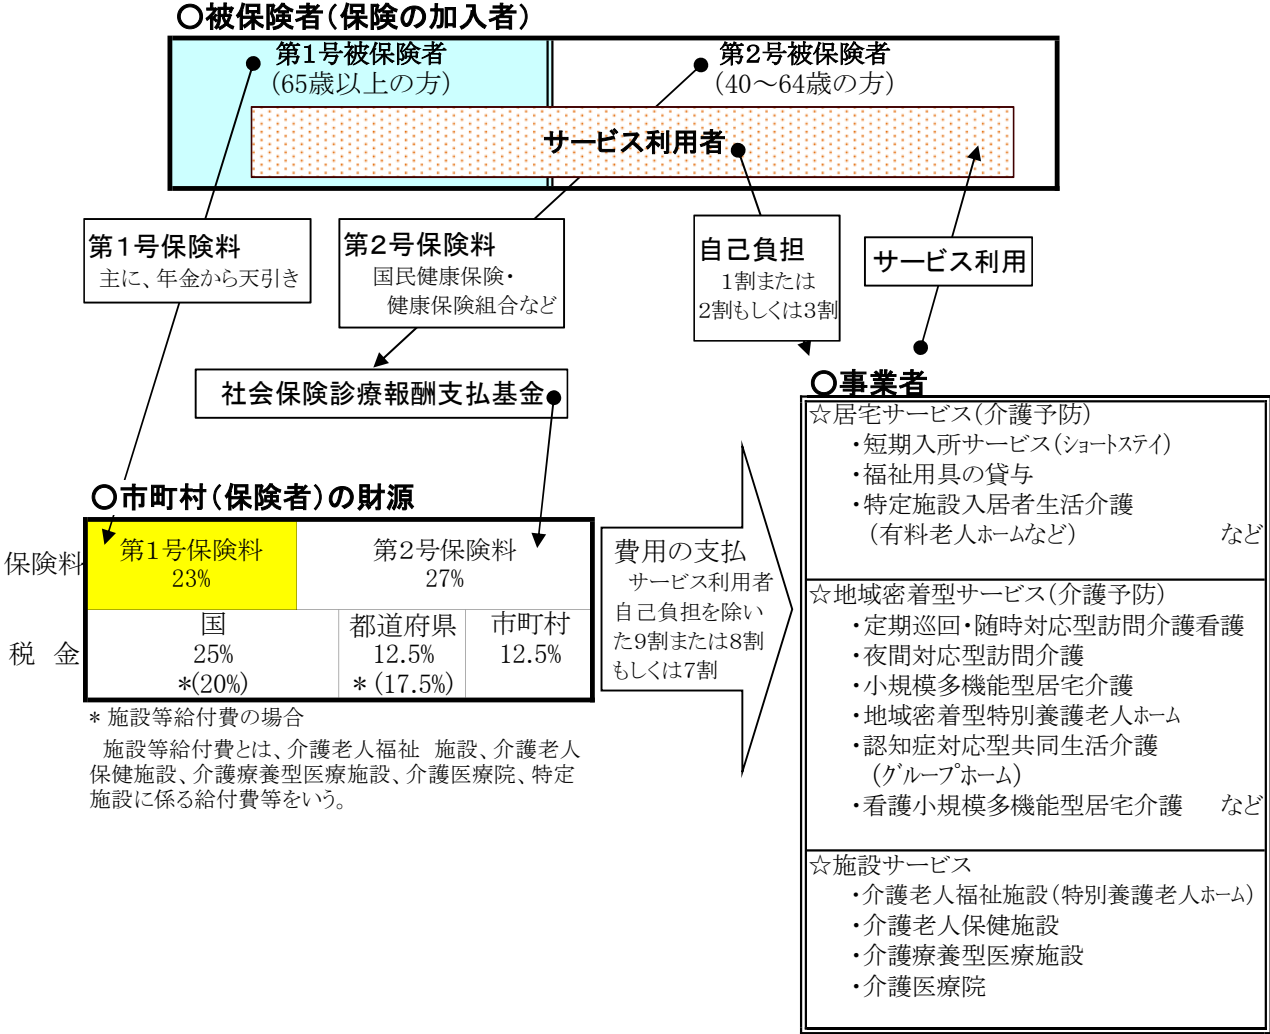 〇被保険者(保険の加入者)
第1号被保険者
(65歳以上の方)
第2号被保険者
(40～64歳の方)
サービス利用者
第1号保険料
主に、年金から天引き
第2号保険料
国民健康保険・
健康保険組合など
自己負担
1割または
2割もしくは3割
サービス利用
社会保険診療報酬支払基金
〇市町村(保険者)の財源
保険料
第1号保険料
23%
第2号保険料
27%
税 金
国
25%
*(20%)
都道府県
12.5%
* (17.5%)
市町村
12.5%
* 施設等給付費の場合
施設等給付費とは、介護老人福祉 施設、介護老人
保健施設、介護療養型医療施設、介護医療院、特定
施設に係る給付費等をいう。
費用の支払
サービス利用者
自己負担を除い
た9割または8割
もしくは7割
〇事業者
☆居宅サービス(介護予防)
・短期入所サービス(ショートステイ)
・福祉用具の貸与
・特定施設入居者生活介護
(有料老人ホームなど) など
☆地域密着型サービス(介護予防)
・定期巡回・随時対応型訪問介護看護
・夜間対応型訪問介護
・小規模多機能型居宅介護
・地域密着型特別養護老人ホーム
・認知症対応型共同生活介護
(グループホーム)
・看護小規模多機能型居宅介護 など
☆施設サービス
・介護老人福祉施設(特別養護老人ホーム)
・介護老人保健施設
・介護療養型医療施設
・介護医療院